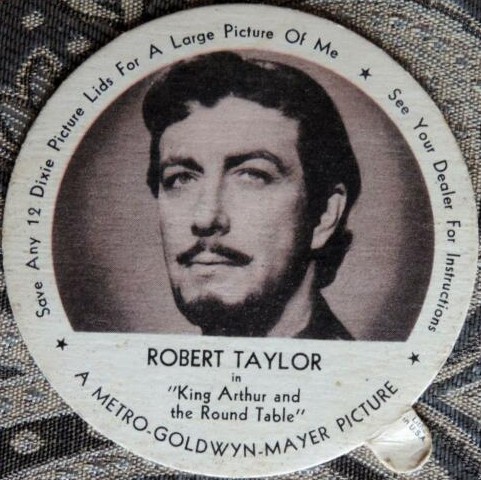 Save Any 12 Dixie Picture Lids For A Large Picture Of Me ★ See Your Dealer For Instructions
ROBERT TAYLOR
in
"King Arthur and
the Round Table"
★ A METRO-GOLDWYN-MAYER PICTURE ★
in U.S.A.